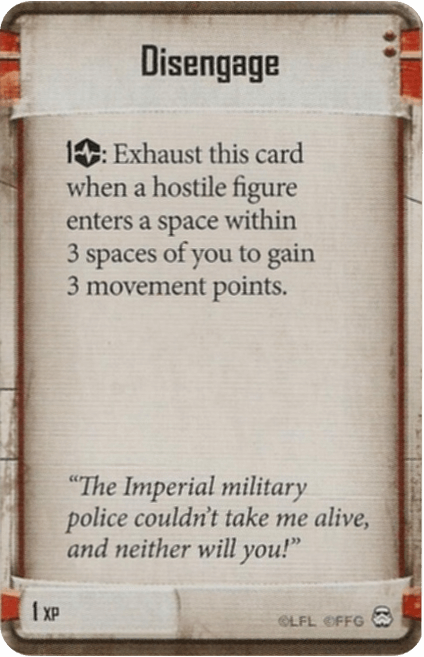 Disengage
1: Exhaust this card
when a hostile figure
enters a space within
3 spaces of you to gain
3 movement points.
“The Imperial military
police couldn’t take me alive,
and neither will you!”
1 XP
©LFL ©FFG